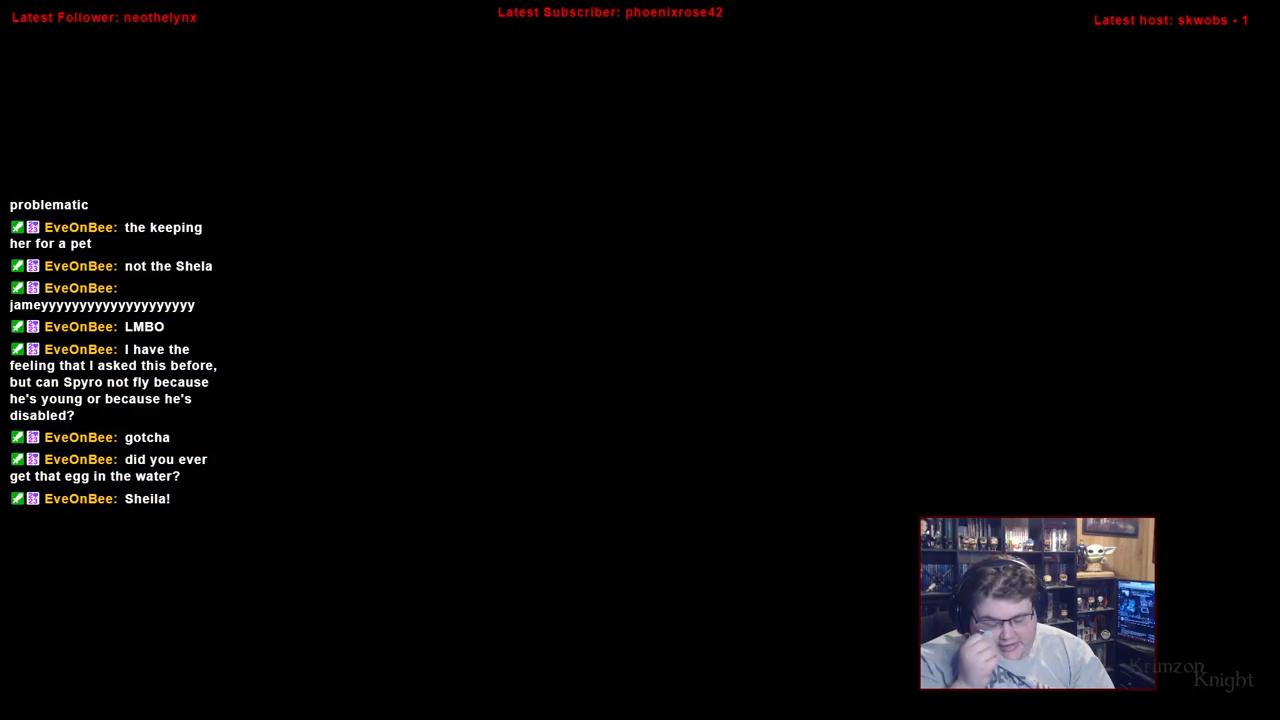 Latest Follower: neothelynx
Latest Subscriber: phoenixrose42
Latest host: skwobs - 1
problematic
EveOnBee: the keeping
her for a pet
EveOnBee: not the Shela
EveOnBee:
jameyyyyyyyyyyyyyyyyyyyy
EveOnBee: LMBO
EveOnBee: I have the
feeling that I asked this before,
but can Spyro not fly because
he's young or because he's
disabled?
EveOnBee: gotcha
EveOnBee: did you ever
get that egg in the water?
EveOnBee: Sheila!
Krimzon
Knight